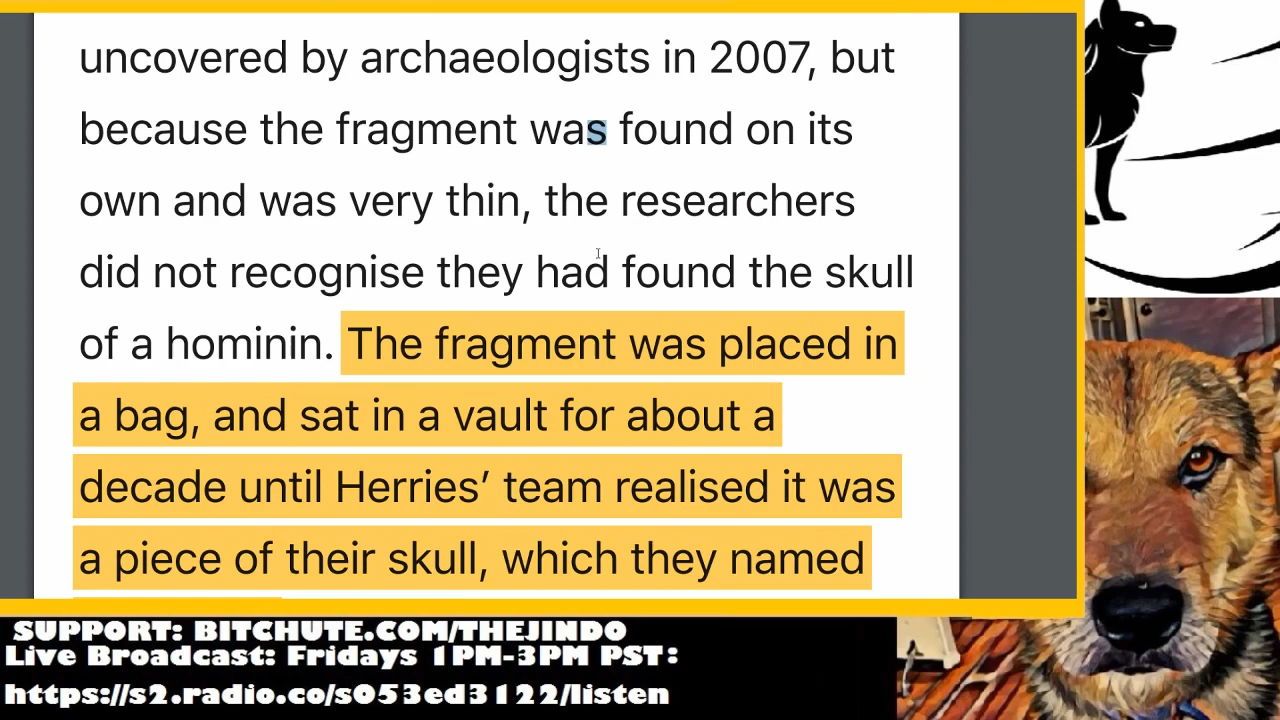 uncovered by archaeologists in 2007, but
because the fragment was found on its
own and was very thin, the researchers
did not recognise they had found the skull
of a hominin. The fragment was placed in
a bag, and sat in a vault for about a
decade until Herries’ team realised it was
a piece of their skull, which they named
SUPPORT: BITCHUTE.COM/THEJINDO
Live Broadcast: Fridays 1PM-3PM PST:
https://s2.radio.co/s053ed3122/listen